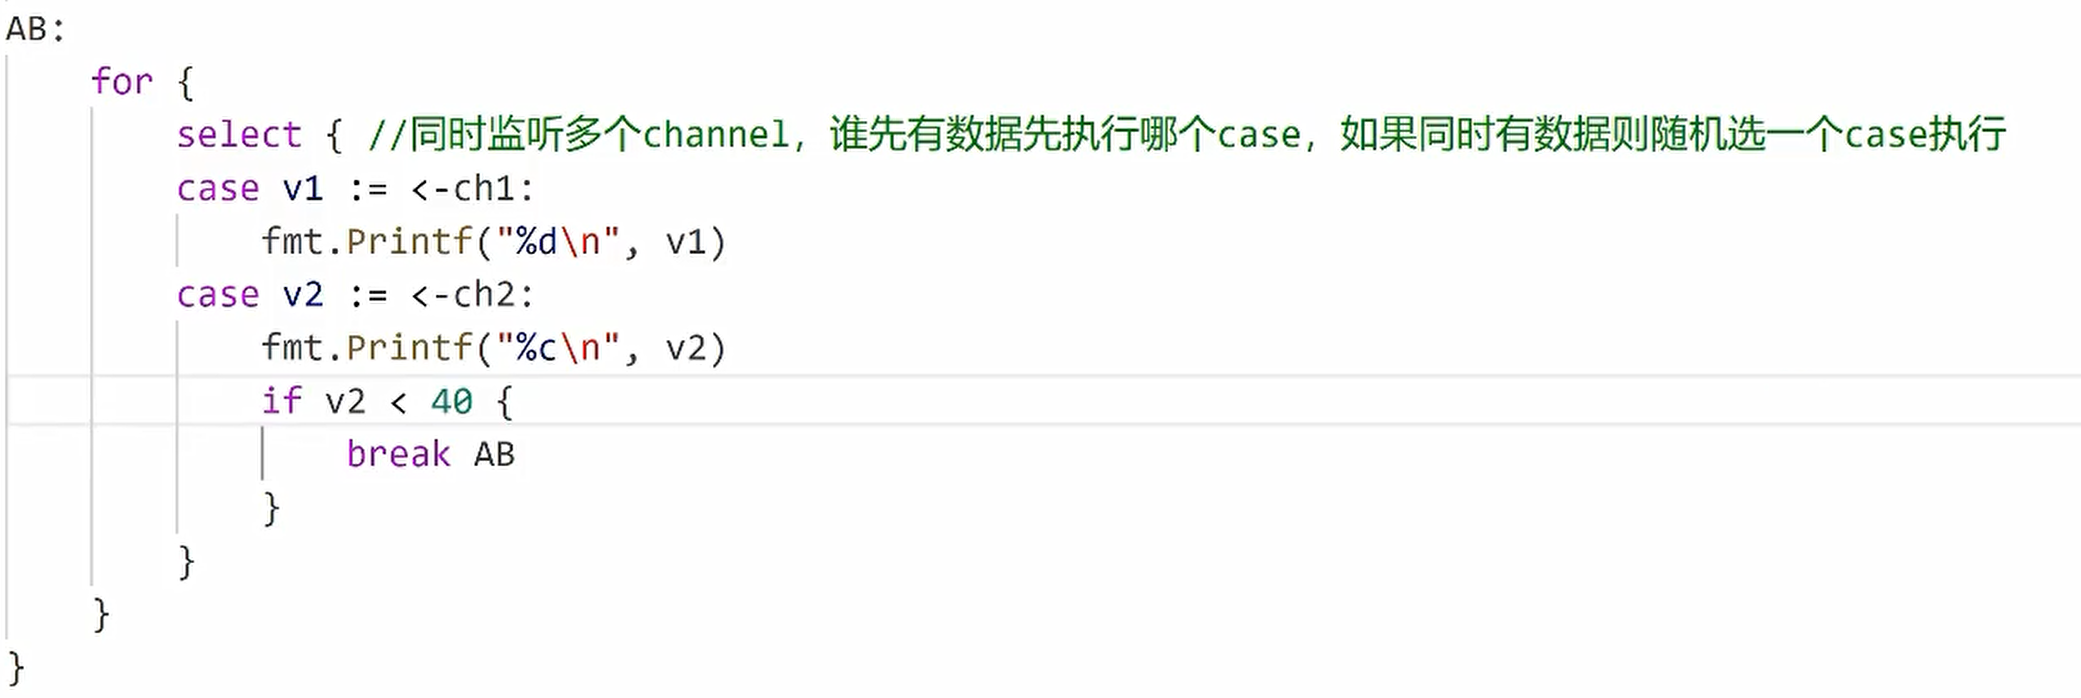 AB:
for {
select { //同时监听多个channel，谁先有数据先执行哪个case，如果同时有数据则随机选一个case执行
case v1 := <-ch1:
fmt.Printf("%d\n", v1)
case v2 := <-ch2:
fmt.Printf("%c\n", v2)
if v2 < 40 {
break AB
}
}
}
}